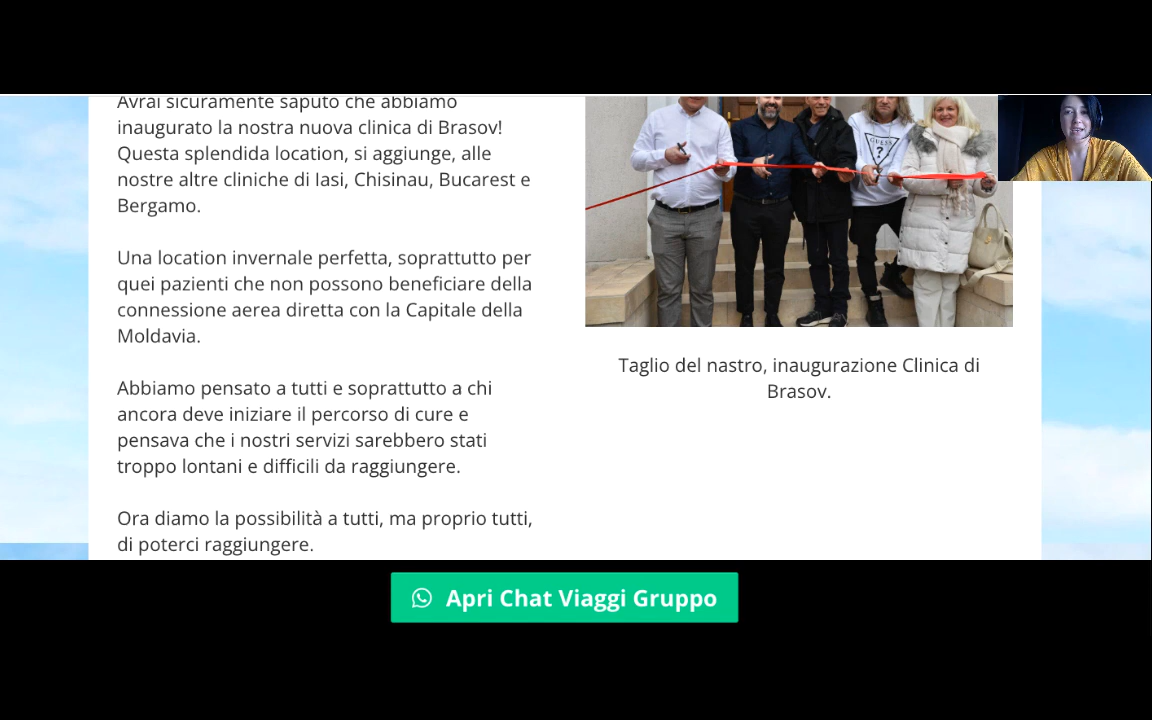 Avrai sicuramente saputo che abbiamo
inaugurato la nostra nuova clinica di Brasov!
Questa splendida location, si aggiunge, alle
nostre altre cliniche di Iasi, Chisinau, Bucarest e
Bergamo.
Una location invernale perfetta, soprattutto per
quei pazienti che non possono beneficiare della
connessione aerea diretta con la Capitale della
Moldavia.
Abbiamo pensato a tutti e soprattutto a chi
ancora deve iniziare il percorso di cure e
pensava che i nostri servizi sarebbero stati
troppo lontani e difficili da raggiungere.
Ora diamo la possibilità a tutti, ma proprio tutti,
di poterci raggiungere.
GUESS
?
Taglio del nastro, inaugurazione Clinica di
Brasov.
Apri Chat Viaggi Gruppo